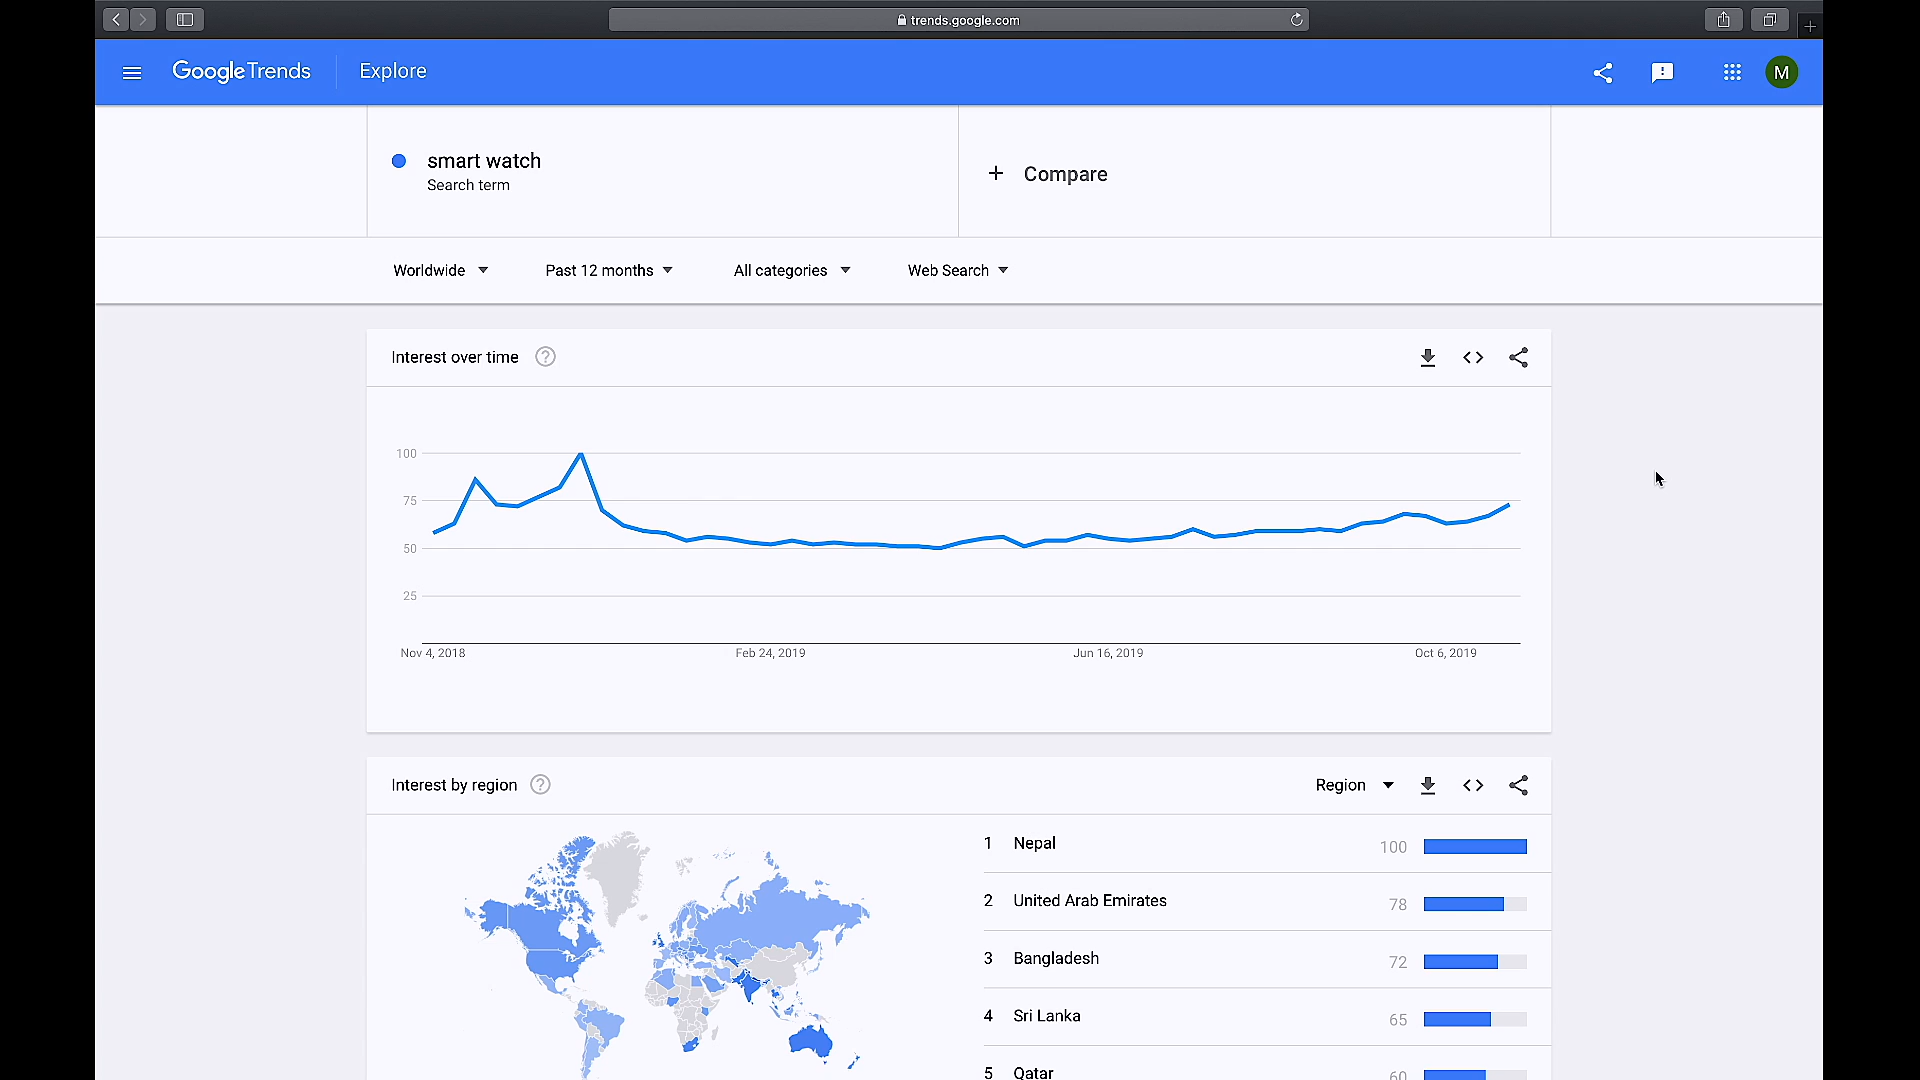 trends.google.com
Google Trends
Explore
M
smart watch
Search term
+ Compare
Worldwide
Past 12 months
All categories
Web Search
Interest over time
100
75
50
25
Nov 4, 2018
Feb 24, 2019
Jun 16, 2019
Oct 6, 2019
Interest by region
Region
1 Nepal 100
2 United Arab Emirates 78
3 Bangladesh 72
4 Sri Lanka 65
5 Qatar 60